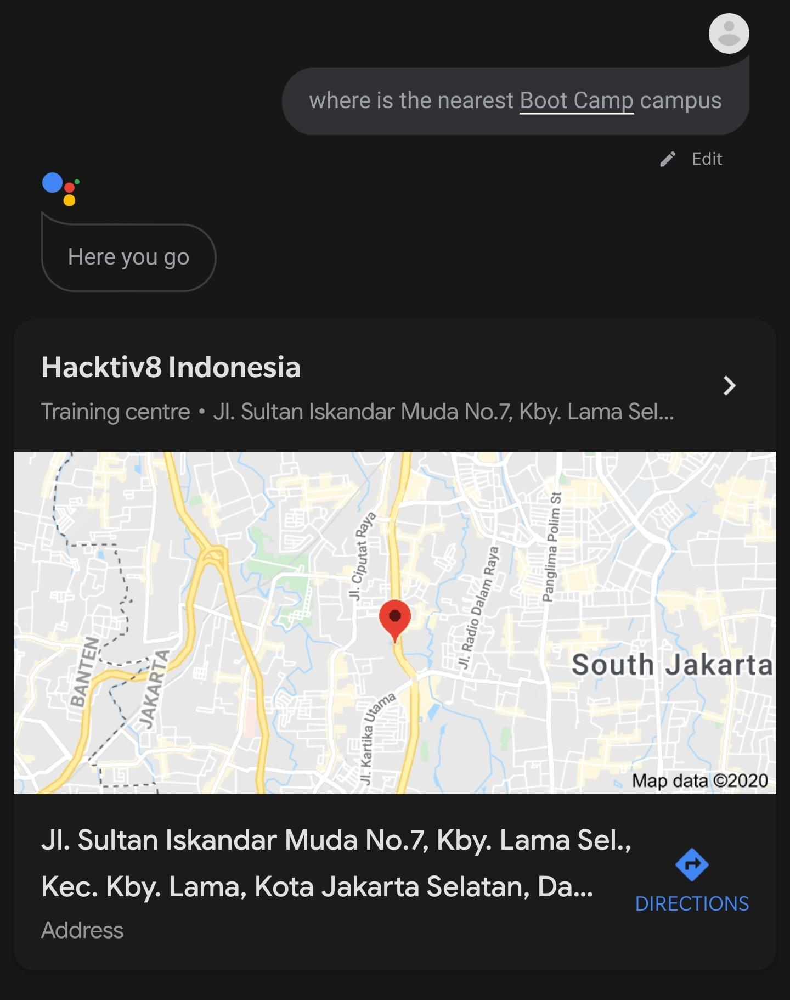 where is the nearest Boot Camp campus
Edit
Here you go
Hacktiv8 Indonesia
Training centre • Jl. Sultan Iskandar Muda No.7, Kby. Lama Sel...
Jl. Ciputat Raya
Panglima Polim St
Jl. Radio Dalam Raya
BANTEN
JAKARTA
South Jakarta
Jl. Kartika Utama
Map data ©2020
Jl. Sultan Iskandar Muda No.7, Kby. Lama Sel.,
Kec. Kby. Lama, Kota Jakarta Selatan, Da...
DIRECTIONS
Address